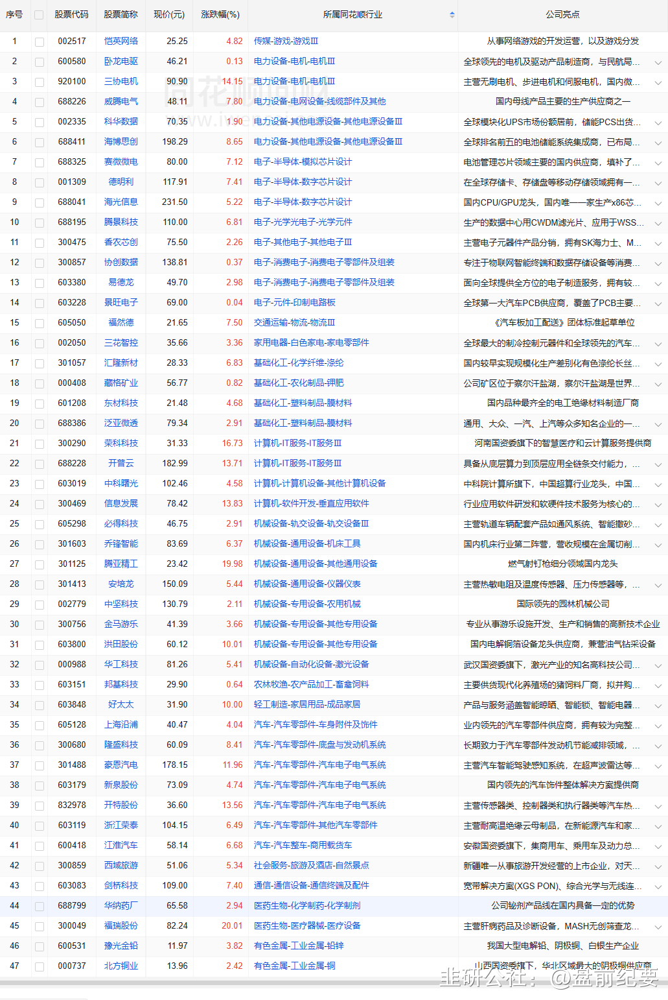 序号 股票代码 股票简称 现价(元) 涨跌幅(%) 所属同花顺行业 公司亮点
1 002517 恺英网络 25.25 4.82 传媒-游戏-游戏Ⅲ 从事网络游戏的开发运营，以及游戏分发
2 600580 卧龙电驱 46.21 0.13 电力设备-电机-电机Ⅲ 全球领先的电机及驱动产品制造商，与民航局...
3 920100 三协电机 90.90 14.15 电力设备-电机-电机Ⅲ 主营无刷电机、步进电机和伺服电机，国内微...
4 688226 威腾电气 48.11 7.80 电力设备-电网设备-线缆部件及其他 国内母线产品主要的生产供应商之一
5 002335 科华数据 70.35 1.90 电力设备-其他电源设备-其他电源设备Ⅲ 全球模块化UPS市场份额居前，储能PCS出货...
6 688411 海博思创 198.29 8.65 电力设备-其他电源设备-其他电源设备Ⅲ 全球排名前五的电池储能系统集成商，已布局...
7 688325 赛微微电 80.00 7.12 电子-半导体-模拟芯片设计 电池管理芯片领域主要的国内供应商，填补了...
8 001309 德明利 117.91 7.41 电子-半导体-数字芯片设计 在全球存储卡、存储盘等移动存储领域拥有一...
9 688041 海光信息 231.50 5.22 电子-半导体-数字芯片设计 国内CPU/GPU龙头，国内唯一一家生产x86芯...
10 688195 腾景科技 110.00 6.81 电子-光学光电子-光学元件 生产的数据中心用CWDM滤光片、应用于WSS...
11 300475 香农芯创 75.50 2.26 电子-其他电子-其他电子Ⅲ 主营电子元器件产品分销，拥有SK海力士、M...
12 300857 协创数据 138.81 0.37 电子-消费电子-消费电子零部件及组装 专注于物联网智能终端和数据存储设备等消费...
13 603380 易德龙 49.70 2.98 电子-消费电子-消费电子零部件及组装 面向全球提供全方位的电子制造服务，拥有较...
14 603228 景旺电子 69.00 0.04 电子-元件-印制电路板 全球第一大汽车PCB供应商，覆盖了PCB主要...
15 605050 福然德 21.65 7.50 交通运输-物流-物流Ⅲ 《汽车板加工配送》团体标准起草单位
16 002050 三花智控 35.66 3.36 家用电器-白色家电-家电零部件 全球最大的制冷控制元器件和全球领先的汽车...
17 301057 汇隆新材 28.33 6.83 基础化工-化学纤维-涤纶 国内较早实现规模化生产差别化有色涤纶长丝...
18 000408 藏格矿业 56.77 0.82 基础化工-农化制品-钾肥 公司矿区位于察尔汗盐湖，察尔汗盐湖是世界...
19 601208 东材科技 21.48 4.68 基础化工-塑料制品-膜材料 国内品种最齐全的电工绝缘材料制造厂商
20 688386 泛亚微透 79.34 2.91 基础化工-塑料制品-膜材料 通用、大众、一汽、上汽等众多知名企业的一...
21 300290 荣科科技 31.33 16.73 计算机-IT服务-IT服务Ⅲ 河南国资委旗下的智慧医疗和云计算服务提供商
22 688228 开普云 182.99 13.71 计算机-IT服务-IT服务Ⅲ 具备从底层算力到顶层应用全链条交付能力，...
23 603019 中科曙光 102.46 4.58 计算机-计算机设备-其他计算机设备 中科院计算所旗下，中国超算行业龙头，中国...
24 300469 信息发展 78.42 13.83 计算机-软件开发-垂直应用软件 行业应用软件研发和软硬件技术服务为核心的...
25 605298 必得科技 46.75 2.91 机械设备-轨交设备-轨交设备Ⅲ 主营轨道车辆配套产品如通风系统、智能撒砂...
26 301603 乔锋智能 83.69 6.37 机械设备-通用设备-机床工具 国内机床行业第二阵营，营收规模在金属切削...
27 301125 腾亚精工 23.42 19.98 机械设备-通用设备-其他通用设备 燃气射钉枪细分领域国内龙头
28 301413 安培龙 150.09 5.44 机械设备-通用设备-仪器仪表 主营热敏电阻及温度传感器、压力传感器等，...
29 002779 中坚科技 130.79 2.11 机械设备-专用设备-农用机械 国际领先的园林机械公司
30 300756 金马游乐 41.39 3.66 机械设备-专用设备-其他专用设备 专业从事游乐设施开发、生产和销售的高新技术企业
31 603800 洪田股份 60.12 10.01 机械设备-专用设备-其他专用设备 国内电解铜箔设备龙头供应商，兼营油气钻采设备
32 000988 华工科技 81.26 5.41 机械设备-自动化设备-激光设备 武汉国资委旗下，激光产业的知名高科技公司...
33 603151 邦基科技 29.90 0.64 农林牧渔-农产品加工-畜禽饲料 主要供货现代化养殖场的猪饲料厂商，拟并购...
34 603848 好太太 31.90 10.00 轻工制造-家居用品-成品家居 产品与服务涵盖智能晾晒、智能锁、智能电器...
35 605128 上海沿浦 40.47 4.04 汽车-汽车零部件-车身附件及饰件 业内领先的汽车零部件供应商，拥有较为完整...
36 300680 隆盛科技 60.09 8.41 汽车-汽车零部件-底盘与发动机系统 长期致力于汽车零部件发动机节能减排领域，...
37 301488 豪恩汽电 178.15 11.96 汽车-汽车零部件-汽车电子电气系统 主营汽车智能驾驶感知系统，在超声波雷达等...
38 603179 新泉股份 73.09 4.74 汽车-汽车零部件-汽车电子电气系统 国内领先的汽车饰件整体解决方案提供商
39 832978 开特股份 36.60 13.56 汽车-汽车零部件-汽车电子电气系统 主营传感器类、控制器类和执行器类等汽车热...
40 603119 浙江荣泰 104.15 6.49 汽车-汽车零部件-其他汽车零部件 主营耐高温绝缘云母制品，在新能源汽车和家...
41 600418 江淮汽车 58.14 6.68 汽车-汽车整车-商用载货车 安徽国资委旗下，集商用车、乘用车及动力总...
42 300859 西域旅游 51.06 5.34 社会服务-旅游及酒店-自然景点 新疆唯一从事旅游开发经营的上市企业，对天...
43 603083 剑桥科技 109.00 7.40 通信-通信设备-通信终端及配件 宽带解决方案(XGS PON)、综合光学与无线连...
44 688799 华纳药厂 65.58 2.94 医药生物-化学制药-化学制剂 公司铋剂产品线在国内具备一定的优势
45 300049 福瑞股份 82.24 20.01 医药生物-医疗器械-医疗设备 主营肝病药品及诊断设备，MASH无创筛查龙...
46 600531 豫光金铅 11.97 3.82 有色金属-工业金属-铅锌 我国大型电解铅、阴极铜、白银生产企业
47 000737 北方铜业 13.96 2.42 有色金属-工业金属-铜 山西国资委旗下，华北区域最大的阴极铜供应商
韭研公社：@盘前纪要